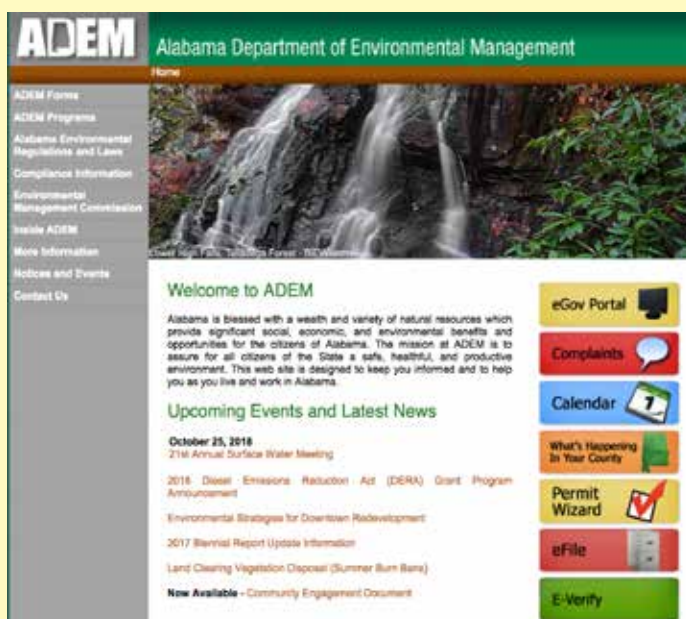 ADEM
Alabama Department of Environmental Management
Home
ADEM Forms
ADEM Programs
Alabama Environmental
Regulations and Laws
Compliance Information
Environmental
Management Commission
Inside ADEM
More Information
Notices and Events
Contact Us
Lower High Falls, Talladega Forest -
Welcome to ADEM
Alabama is blessed with a wealth and variety of natural resources which
provide significant social, economic, and environmental benefits and
opportunities for the citizens of Alabama. The mission at ADEM is to
assure for all citizens of the State a safe, healthful, and productive
environment. This web site is designed to keep you informed and to help
you as you live and work in Alabama.
Upcoming Events and Latest News
October 25, 2018
21st Annual Surface Water Meeting
2018 Diesel Emissions Reduction Act (DERA) Grant Program
Announcement
Environmental Strategies for Downtown Redevelopment
2017 Biennial Report Update Information
Land Clearing Vegetation Disposal (Summer Burn Bans)
Now Available - Community Engagement Document
eGov Portal
Complaints
Calendar
1
What's Happening
In Your County
Permit
Wizard
eFile
E-Verify